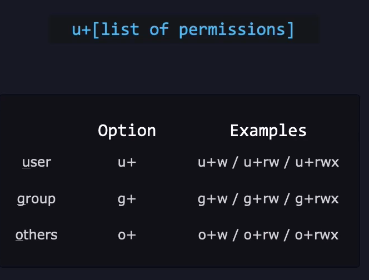 u+[list of permissions]
Option Examples
user u+ u+w / u+rw / u+rwx
group g+ g+w / g+rw / g+rwx
others o+ o+w / o+rw / o+rwx